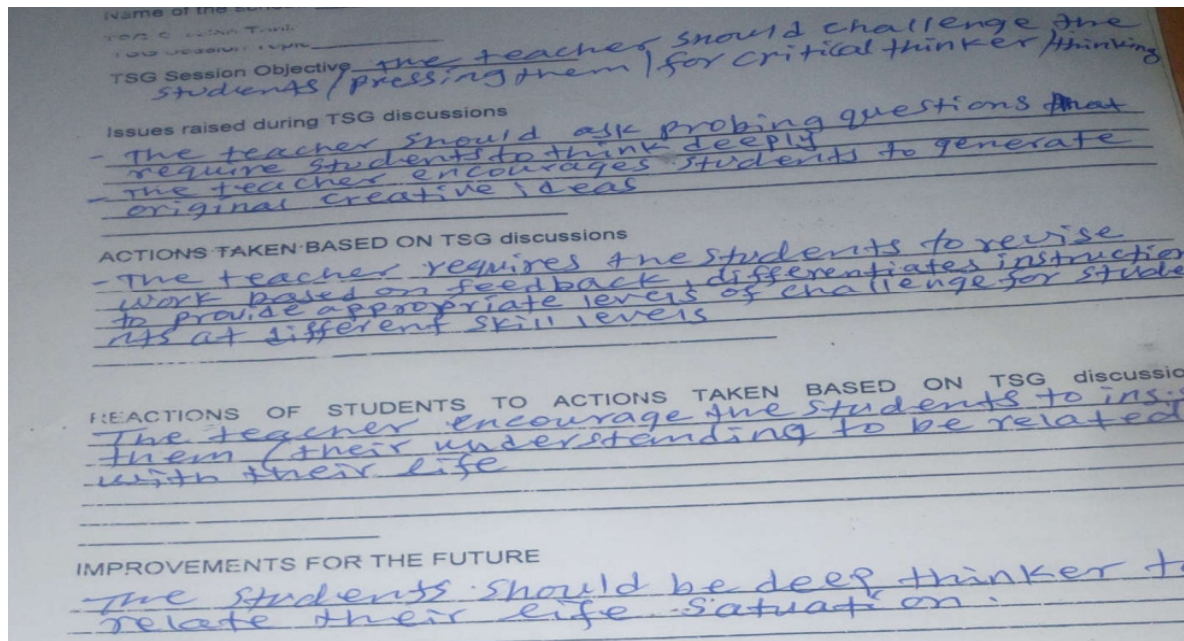 Name of the
TSG Session Objective the teacher should challenge the
students / pressing them / for critical thinker / thinking
Issues raised during TSG discussions
- The teacher should ask probing questions that
require students to think deeply
- The teacher encourages students to generate
original creative ideas
ACTIONS TAKEN BASED ON TSG discussions
- The teacher requires the students to revise
work based on feedback, differentiates instruction
to provide appropriate levels of challenge for stude
nts at different skill levels
REACTIONS OF STUDENTS TO ACTIONS TAKEN BASED ON TSG discussio
The teacher encourage the students to
them (their understanding to be related
with their life
IMPROVEMENTS FOR THE FUTURE
The students should be deep thinker to
relate their life satuation.